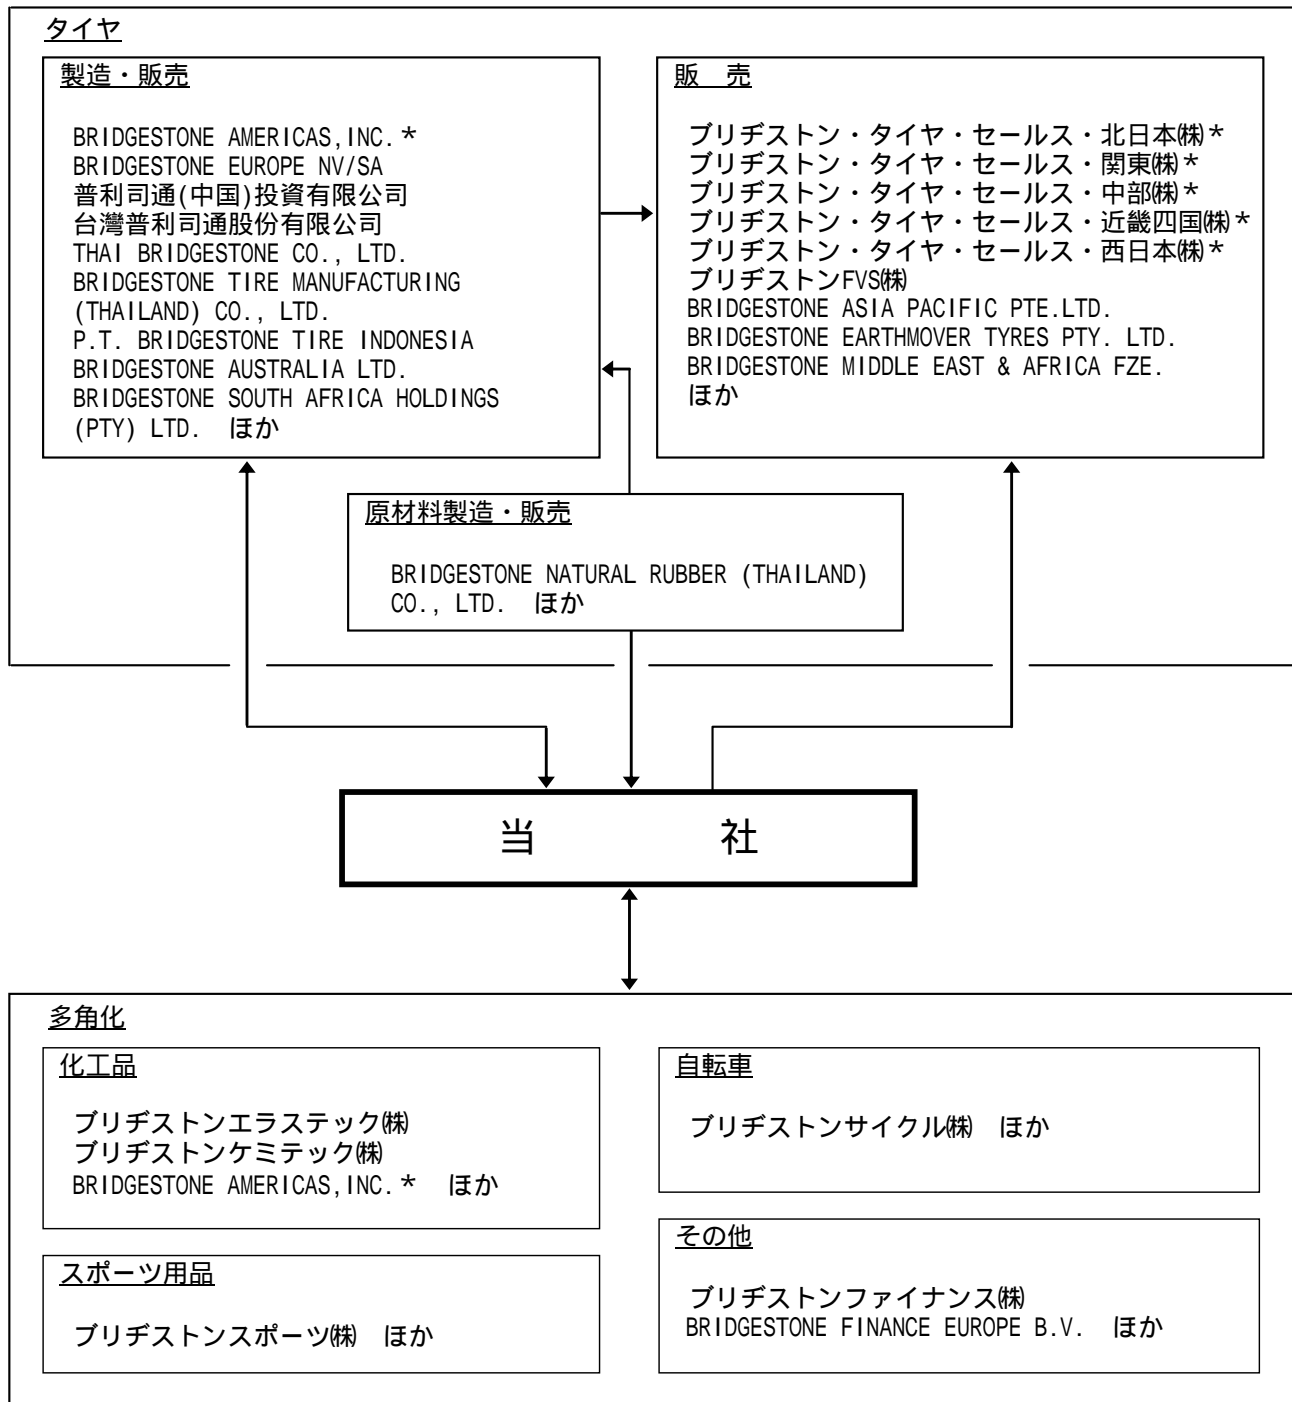 タイヤ
製造・販売
BRIDGESTONE AMERICAS,INC.*
BRIDGESTONE EUROPE NV/SA
普利司通(中国)投資有限公司
台灣普利司通股份有限公司
THAI BRIDGESTONE CO., LTD.
BRIDGESTONE TIRE MANUFACTURING
(THAILAND) CO., LTD.
P.T. BRIDGESTONE TIRE INDONESIA
BRIDGESTONE AUSTRALIA LTD.
BRIDGESTONE SOUTH AFRICA HOLDINGS
(PTY) LTD. ほか
販 売
ブリヂストン・タイヤ・セールス・北日本㈱*
ブリヂストン・タイヤ・セールス・関東㈱*
ブリヂストン・タイヤ・セールス・中部㈱*
ブリヂストン・タイヤ・セールス・近畿四国㈱*
ブリヂストン・タイヤ・セールス・西日本㈱*
ブリヂストンFVS㈱
BRIDGESTONE ASIA PACIFIC PTE.LTD.
BRIDGESTONE EARTHMOVER TYRES PTY. LTD.
BRIDGESTONE MIDDLE EAST & AFRICA FZE.
ほか
原材料製造・販売
BRIDGESTONE NATURAL RUBBER (THAILAND)
CO., LTD. ほか
当 社
多角化
化工品
ブリヂストンエラステック㈱
ブリヂストンケミテック㈱
BRIDGESTONE AMERICAS,INC.* ほか
自転車
ブリヂストンサイクル㈱ ほか
スポーツ用品
ブリヂストンスポーツ㈱ ほか
その他
ブリヂストンファイナンス㈱
BRIDGESTONE FINANCE EUROPE B.V. ほか